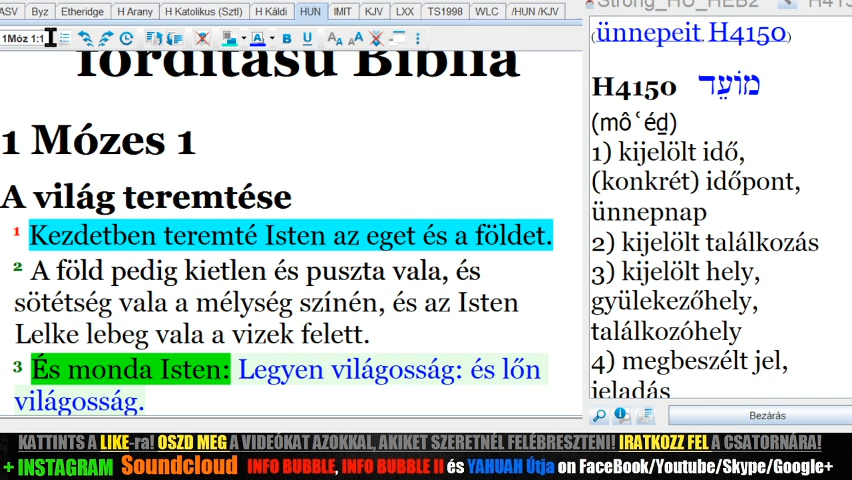 ASV Byz Etheridge H Arany H Katolikus (Sztl) H Káldi HUN IMIT KJV LXX TS1998 WLC /HUN /KJV
1Móz 1:1
fordítású Biblia
1 Mózes 1
A világ teremtése
1 Kezdetben teremté Isten az eget és a földet.
2 A föld pedig kietlen és puszta vala, és
sötétség vala a mélység színén, és az Isten
Lelke lebeg vala a vizek felett.
3 És monda Isten: Legyen világosság: és lőn
világosság.
Strong_HU_HEB2
(ünnepeit, H4150)
H4150 מוֹעֵד
(môʿéḏ)
1) kijelölt idő,
(konkrét) időpont,
ünnepnap
2) kijelölt találkozás
3) kijelölt hely,
gyülekezőhely,
találkozóhely
4) megbeszélt jel,
jeladás
Bezárás
KATTINTS A LIKE-ra! OSZD MEG A VIDEÓKAT AZOKKAL, AKIKET SZERETNÉL FELÉBRESZTENI! IRATKOZZ FEL A CSATORNÁRA!
+ INSTAGRAM Soundcloud INFO BUBBLE, INFO BUBBLE II és YAHUAH Útja on FaceBook/Youtube/Skype/Google+